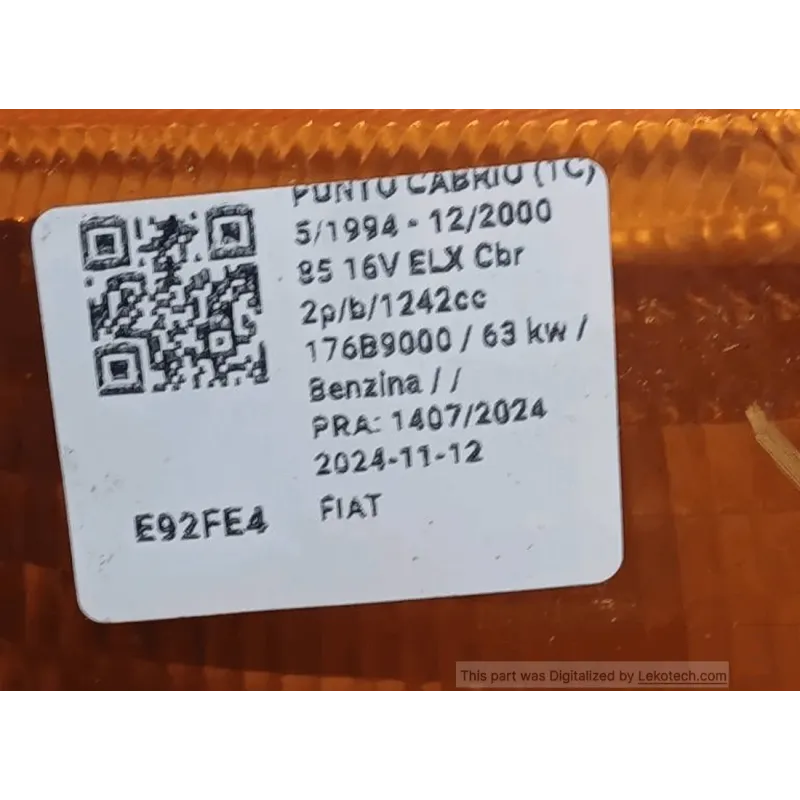 PUNTO CABRIO (TC)
5/1994 - 12/2000
85 16V ELX Cbr
2p/b/1242cc
176B9000 / 63 kw /
Benzina / /
PRA: 1407/2024
2024-11-12
E92FE4
FIAT
This part was Digitalized by Lekotech.com